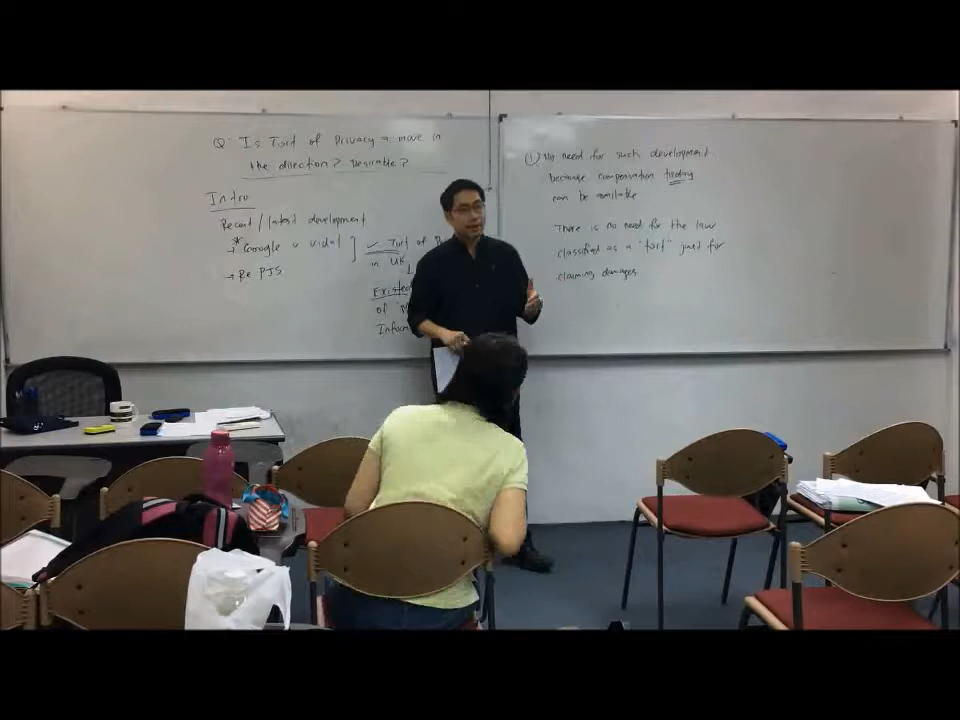 Q: Is Tort of Privacy a move in
the direction? Desirable?
Intro
Recent / latest development
* → Google v Vidal
→ Re PJS
✓ Tort of
in UK
↓
Existed
of
① No need for such development
because compensation
can be available
There is no need for the law
classified as a "tort" just for
claiming damages